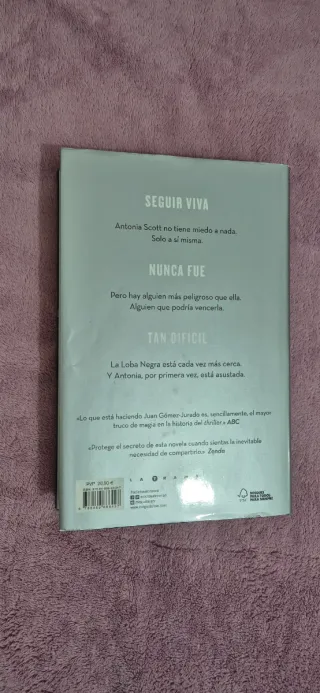 SEGUIR VIVA
Antonia Scott no tiene miedo a nada.
Solo a sí misma.
NUNCA FUE
Pero hay alguien más peligroso que ella.
Alguien que podría vencerla.
TAN DIFÍCIL
La Loba Negra está cada vez más cerca.
Y Antonia, por primera vez, está asustada.
«Lo que está haciendo Juan Gómez-Jurado es, sencillamente, el mayor
truco de magia en la historia del thriller.» ABC
«Protege el secreto de esta novela cuando sientas la inevitable
necesidad de compartirlo.» Zenda
PVP 20,90 €